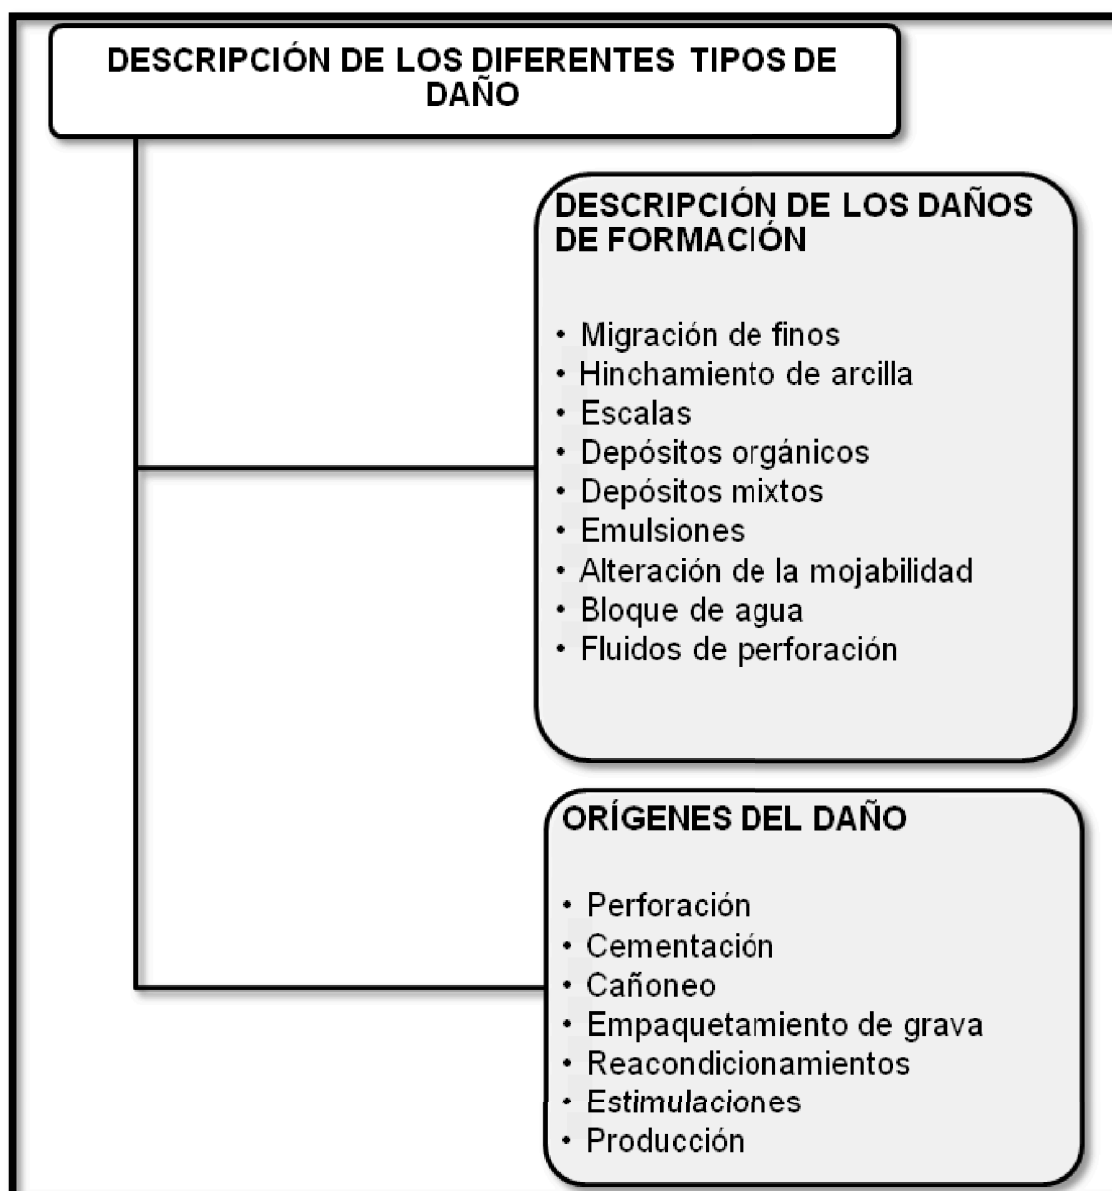 DESCRIPCIÓN DE LOS DIFERENTES TIPOS DE
DAÑO
DESCRIPCIÓN DE LOS DAÑOS
DE FORMACIÓN
• Migración de finos
• Hinchamiento de arcilla
• Escalas
• Depósitos orgánicos
• Depósitos mixtos
• Emulsiones
• Alteración de la mojabilidad
• Bloque de agua
• Fluidos de perforación
ORÍGENES DEL DAÑO
• Perforación
• Cementación
• Cañoneo
• Empaquetamiento de grava
• Reacondicionamientos
• Estimulaciones
• Producción